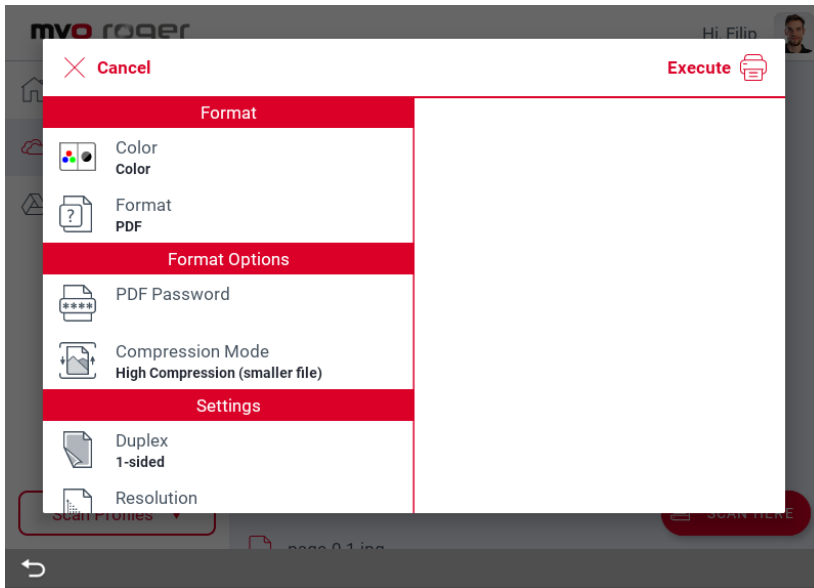 mvo roger
Hi, Filip
Cancel
Execute
Format
Color
Color
Format
?
PDF
Format Options
PDF Password
****
Compression Mode
High Compression (smaller file)
Settings
Duplex
1-sided
Resolution
Scan Profiles
SCAN HERE
page-0 1.jpg